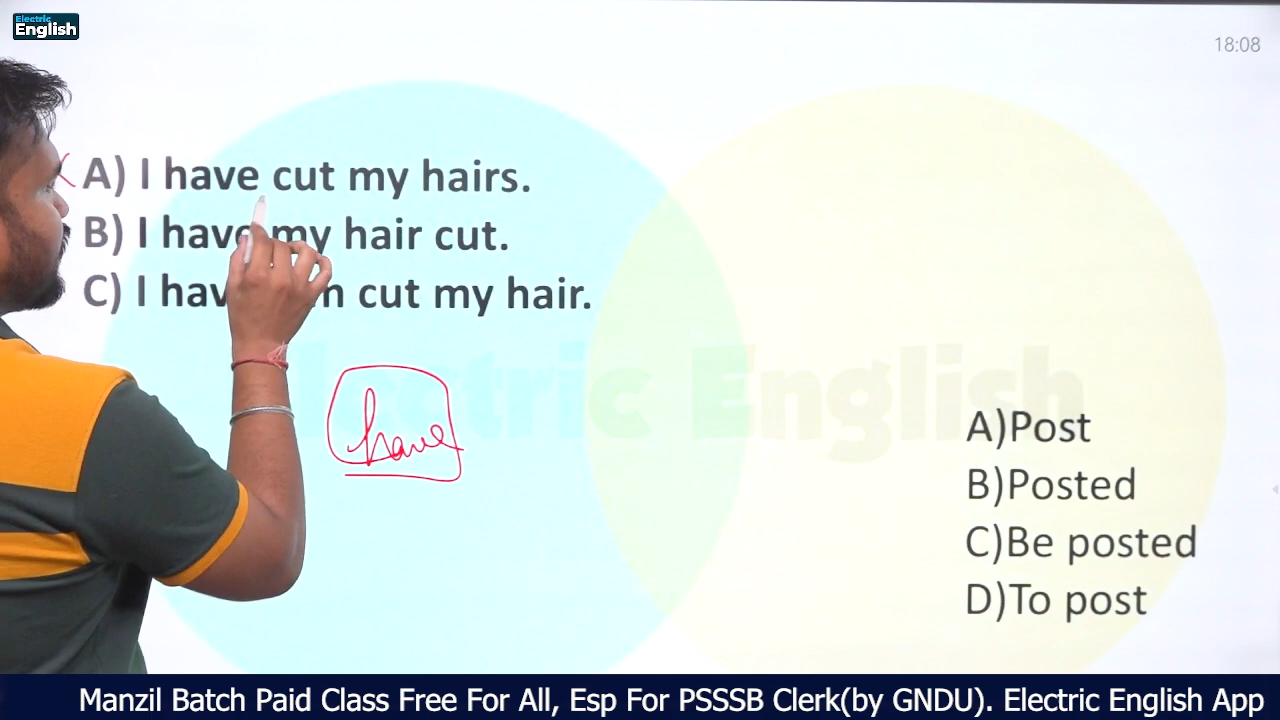 Electric
English
18:08
A) I have cut my hairs.
B) I have my hair cut.
C) I cut my hair.
Electric English
have
A)Post
B)Posted
C)Be posted
D)To post
Manzil Batch Paid Class Free For All, Esp For PSSSB Clerk(by GNDU). Electric English App